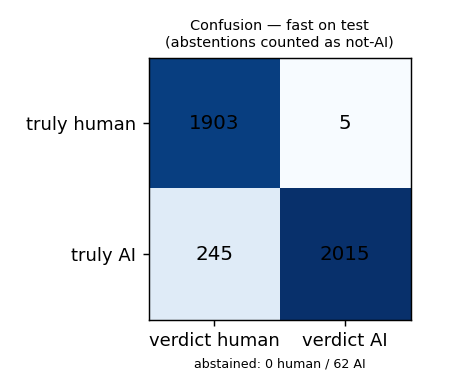 Confusion — fast on test
(abstentions counted as not-AI)
truly human
1903
5
truly AI
245
2015
verdict human
verdict AI
abstained: 0 human / 62 AI